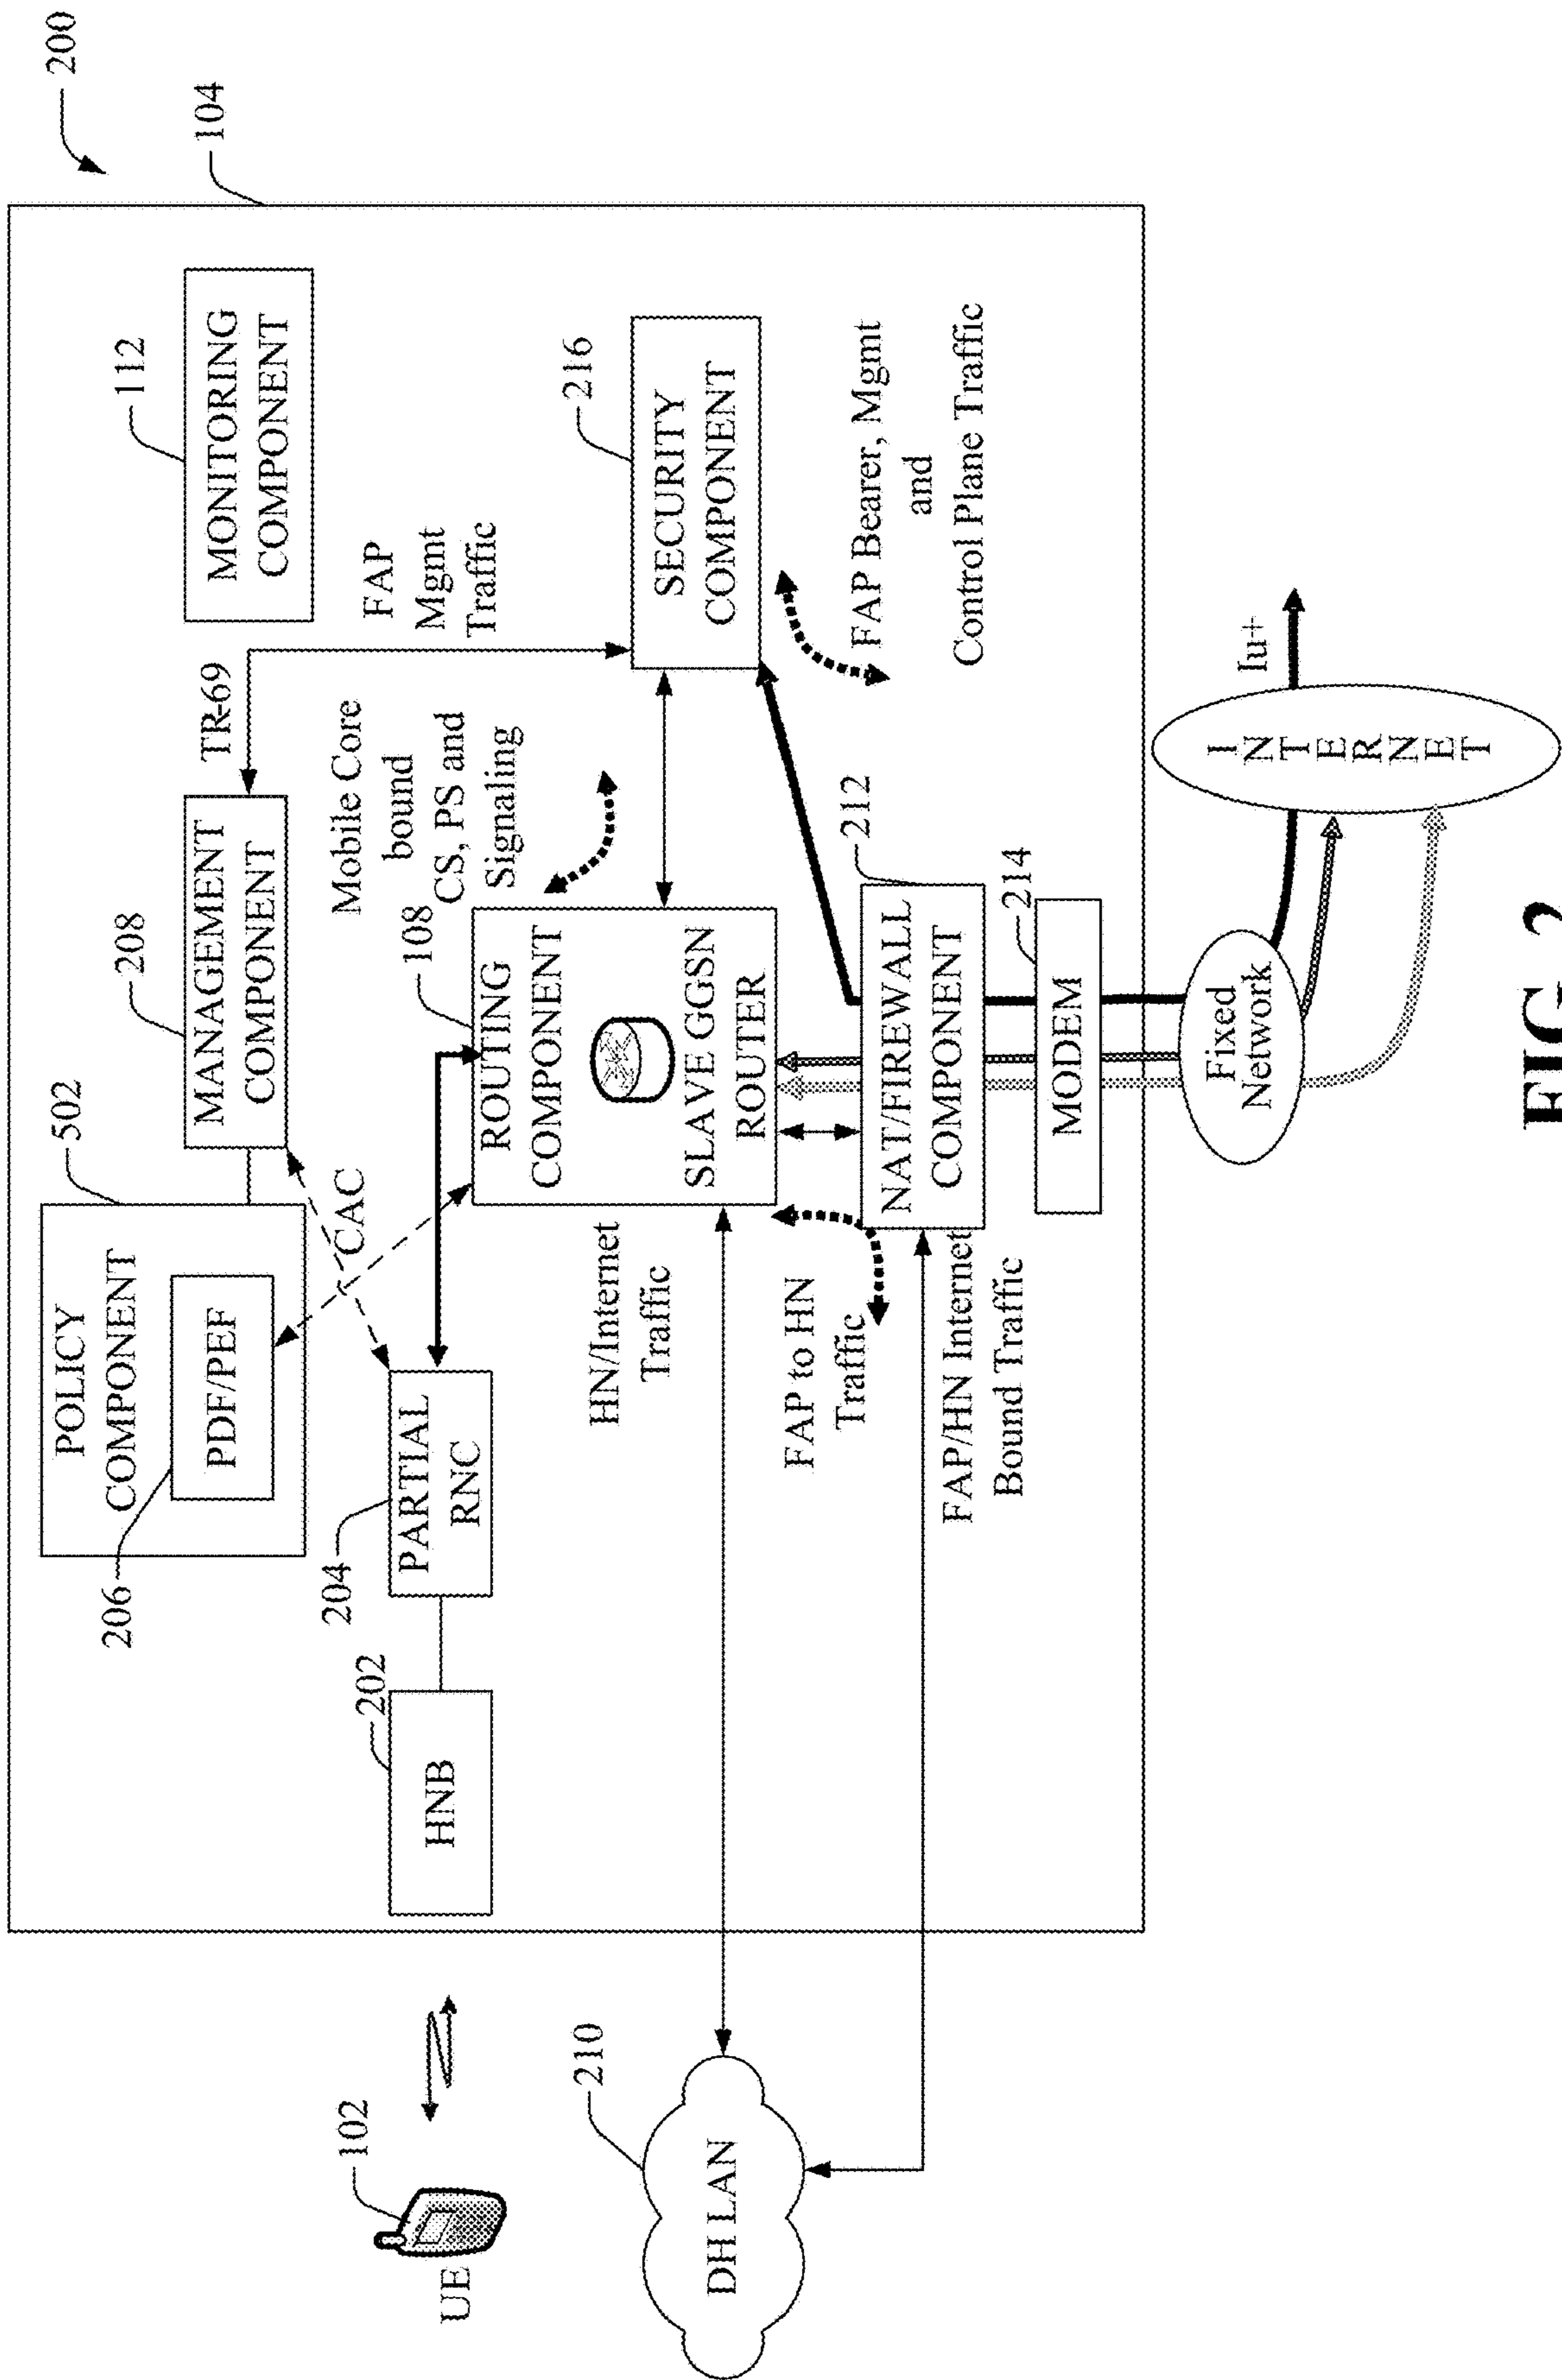 200
104
502
POLICY
COMPONENT
PDF/PEF
206
208
MANAGEMENT
COMPONENT
TR-69
112
MONITORING
COMPONENT
FAP
Mgmt
Traffic
CAC
204
PARTIAL
RNC
202
HNB
102
UE
Mobile Core
bound
CS, PS and
Signaling
108
ROUTING
COMPONENT
SLAVE GGSN
ROUTER
216
SECURITY
COMPONENT
HN/Internet
Traffic
210
DH LAN
FAP to HN
Traffic
212
NAT/FIREWALL
COMPONENT
FAP Bearer, Mgmt
and
Control Plane Traffic
FAP/HN Internet
Bound Traffic
214
MODEM
Fixed
Network
INTERNET
Iu+
FIG. 2